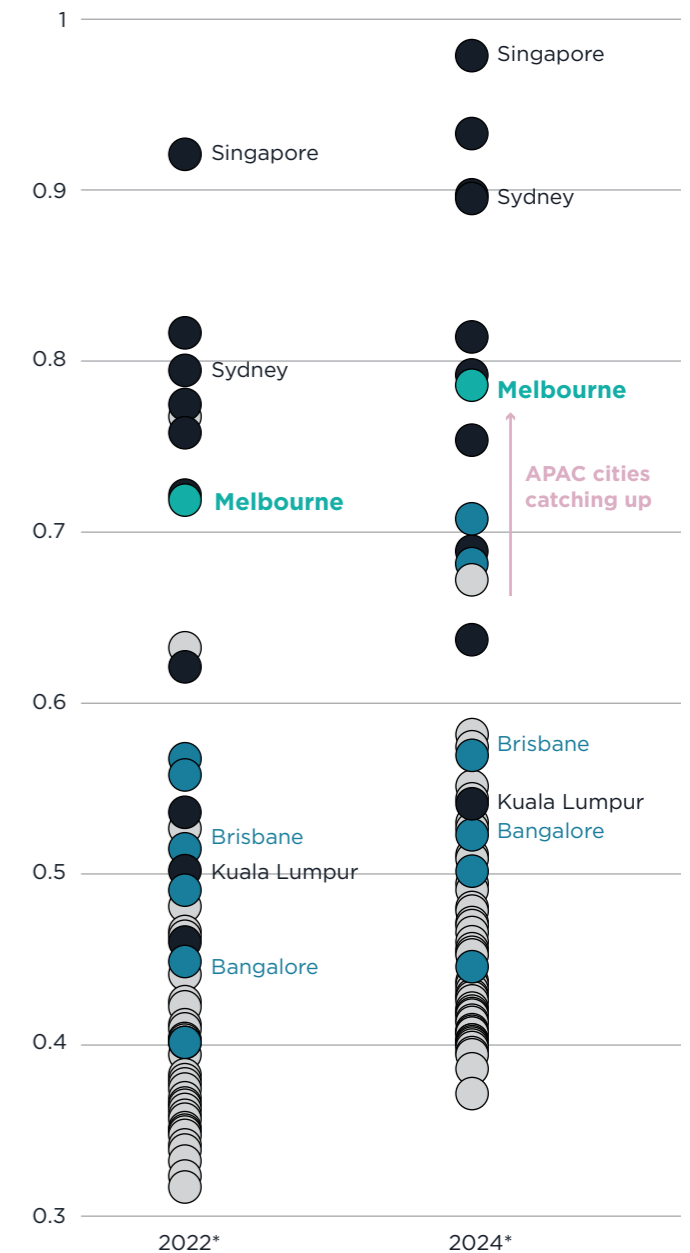 1
Singapore
Singapore
0.9
Sydney
0.8
Sydney
Melbourne
Melbourne
APAC cities
catching up
0.7
0.6
Brisbane
Kuala Lumpur
Bangalore
Brisbane
0.5
Kuala Lumpur
Bangalore
0.4
0.3
2022*
2024*